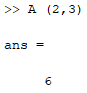 >> A (2,3)
ans =
6